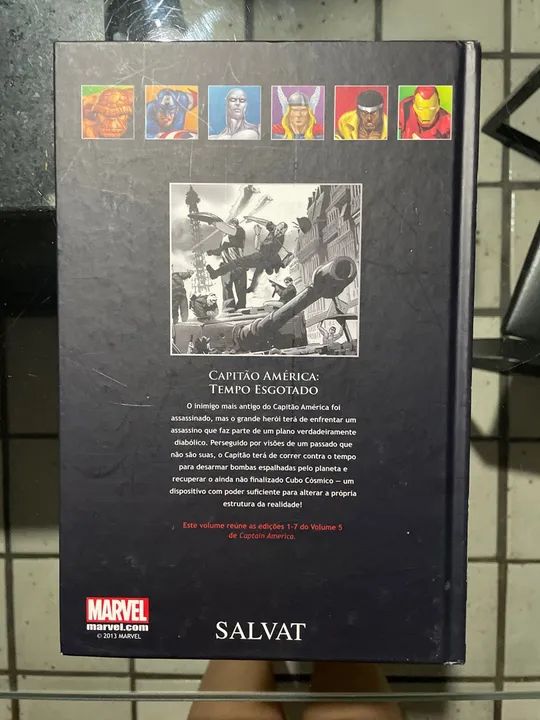 CAPITÃO AMÉRICA:
TEMPO ESGOTADO
O inimigo mais antigo do Capitão América foi
assassinado, mas o grande herói terá de enfrentar um
assassino que faz parte de um plano verdadeiramente
diabólico. Perseguido por visões de um passado que
não são suas, o Capitão terá de correr contra o tempo
para desarmar bombas espalhadas pelo planeta e
recuperar o ainda não finalizado Cubo Cósmico — um
dispositivo com poder suficiente para alterar a própria
estrutura da realidade!
Este volume reúne as edições 1-7 do Volume 5
de Captain America.
MARVEL
marvel.com
© 2013 MARVEL
SALVAT